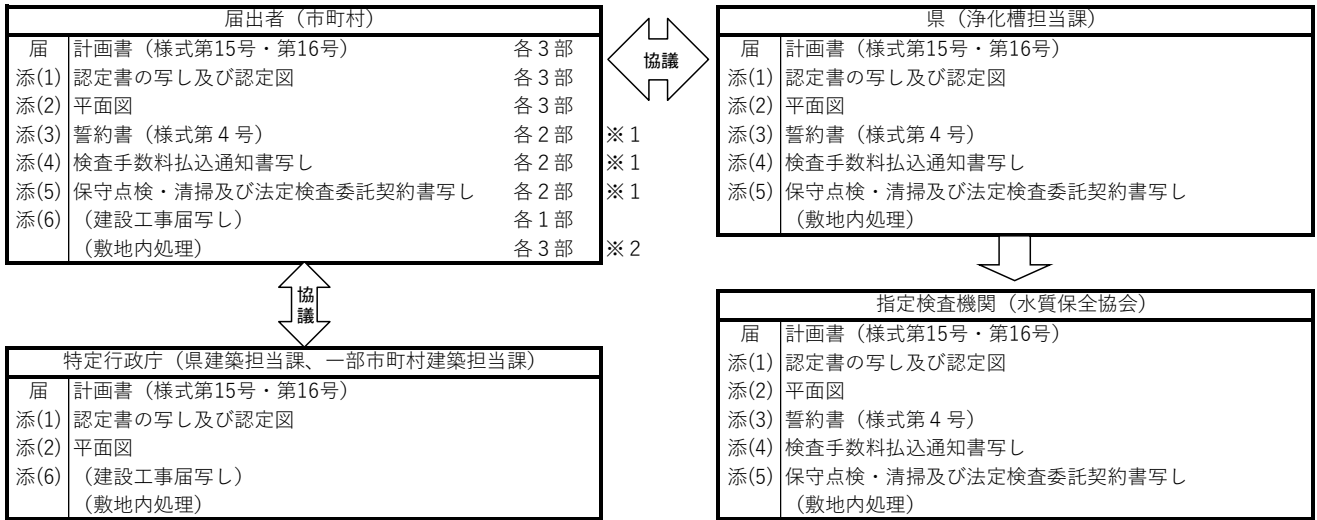 届出者（市町村）
届 計画書（様式第15号・第16号） 各３部
添(1) 認定書の写し及び認定図 各３部
添(2) 平面図 各３部
添(3) 誓約書（様式第４号） 各２部 ※１
添(4) 検査手数料払込通知書写し 各２部 ※１
添(5) 保守点検・清掃及び法定検査委託契約書写し 各２部 ※１
添(6) （建設工事届写し） 各１部
（敷地内処理） 各３部 ※２
協議
県（浄化槽担当課）
届 計画書（様式第15号・第16号）
添(1) 認定書の写し及び認定図
添(2) 平面図
添(3) 誓約書（様式第４号）
添(4) 検査手数料払込通知書写し
添(5) 保守点検・清掃及び法定検査委託契約書写し
（敷地内処理）
協議
特定行政庁（県建築担当課、一部市町村建築担当課）
届 計画書（様式第15号・第16号）
添(1) 認定書の写し及び認定図
添(2) 平面図
添(6) （建設工事届写し）
（敷地内処理）
指定検査機関（水質保全協会）
届 計画書（様式第15号・第16号）
添(1) 認定書の写し及び認定図
添(2) 平面図
添(3) 誓約書（様式第４号）
添(4) 検査手数料払込通知書写し
添(5) 保守点検・清掃及び法定検査委託契約書写し
（敷地内処理）